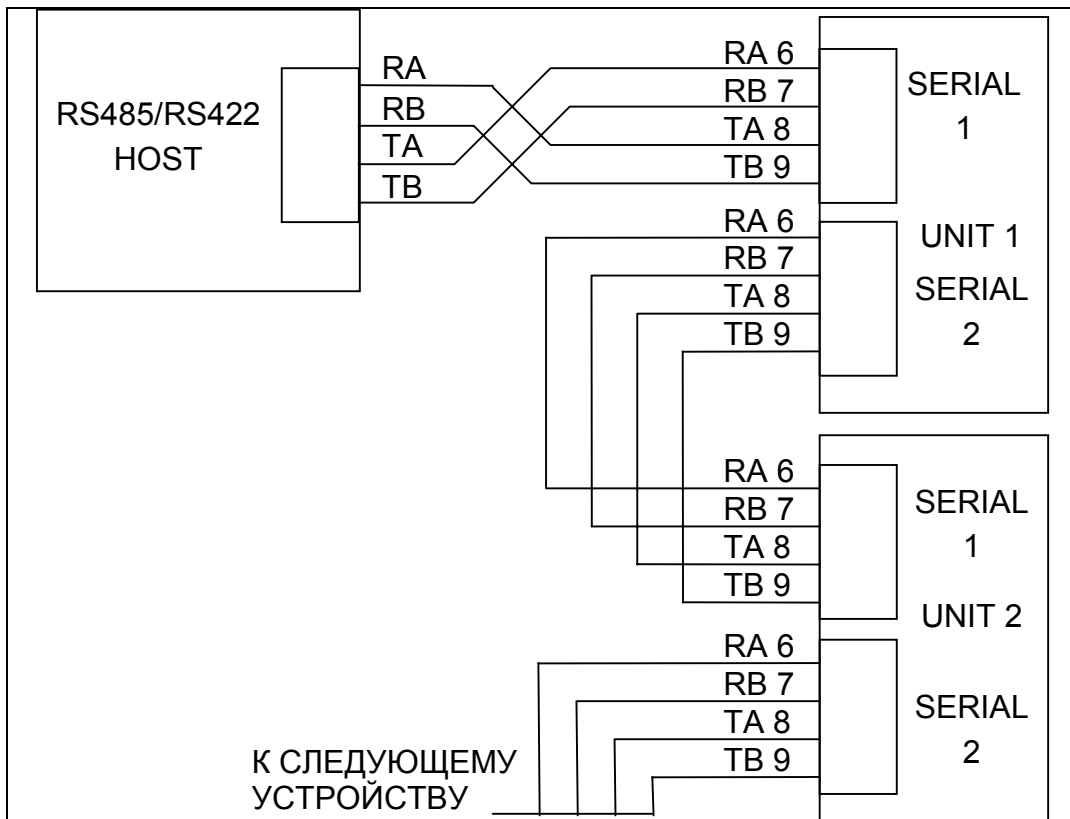 RS485/RS422
HOST
RA
RB
TA
TB
RA 6
RB 7
TA 8
TB 9
SERIAL
1
RA 6
RB 7
TA 8
TB 9
UNIT 1
SERIAL
2
RA 6
RB 7
TA 8
TB 9
SERIAL
1
UNIT 2
RA 6
RB 7
TA 8
TB 9
SERIAL
2
К СЛЕДУЮЩЕМУ
УСТРОЙСТВУ